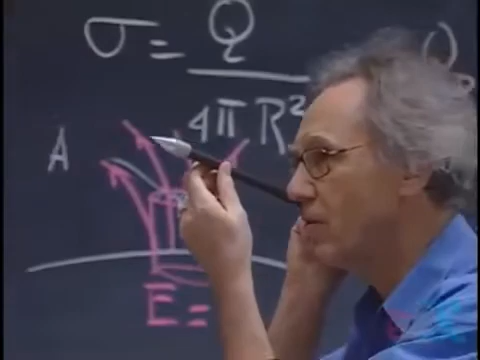 σ = Q
4π R²
A
E =